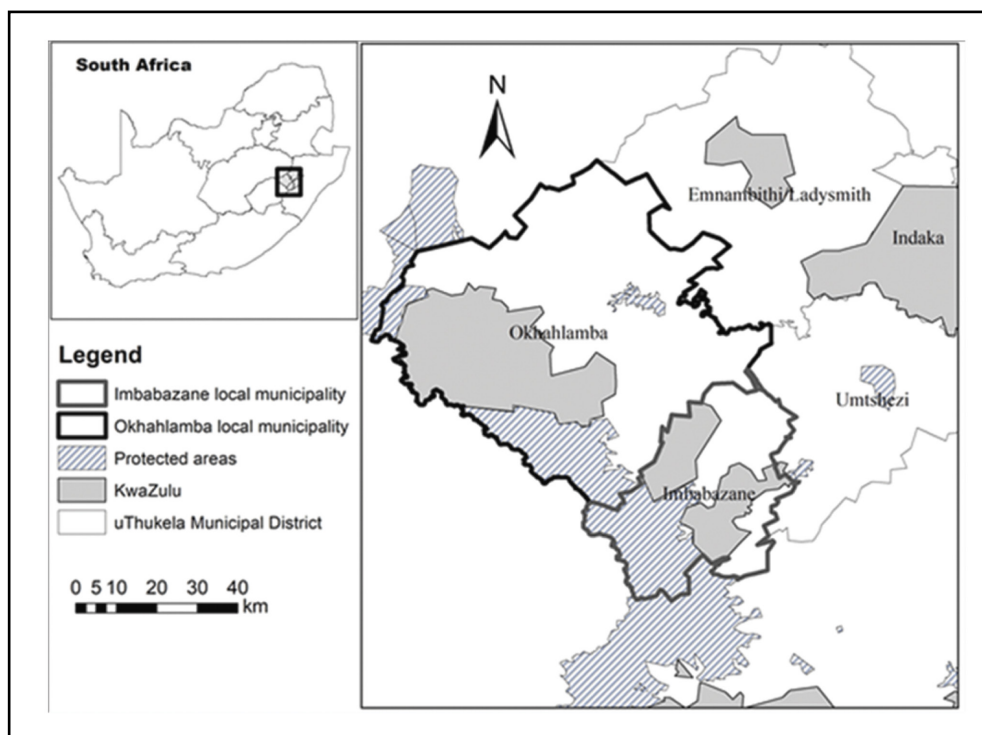 South Africa
N
Emnambithi/Ladysmith
Indaka
Okhahlamba
Umtshezi
Imbabazane
Legend
Imbabazane local municipality
Okhahlamba local municipality
Protected areas
KwaZulu
uThukela Municipal District
0 5 10 20 30 40
km